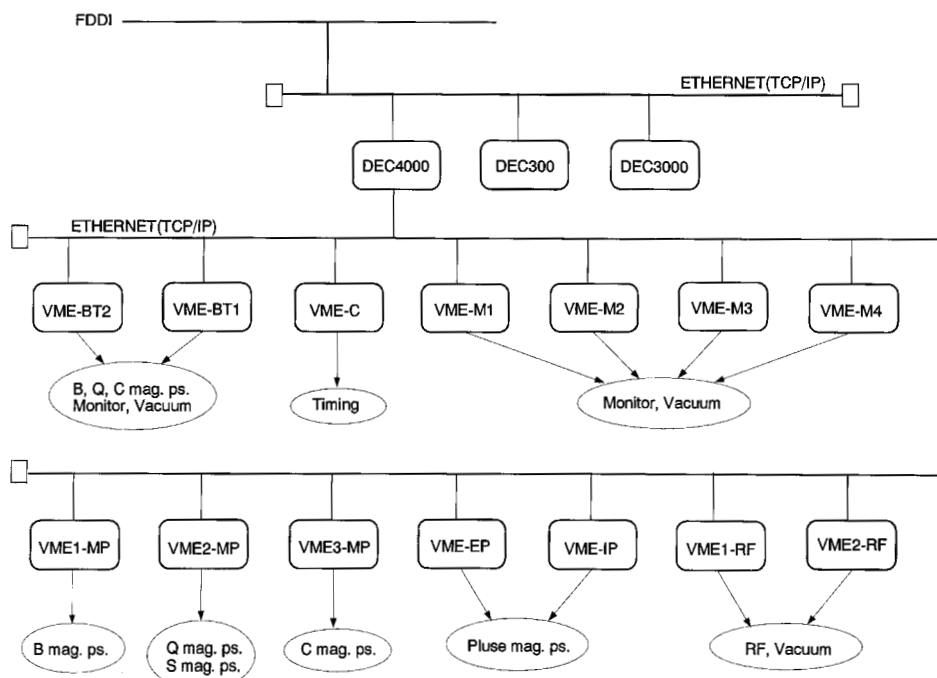 FDDI
ETHERNET(TCP/IP)
DEC4000
DEC300
DEC3000
ETHERNET(TCP/IP)
VME-BT2
VME-BT1
VME-C
VME-M1
VME-M2
VME-M3
VME-M4
B, Q, C mag. ps.
Monitor, Vacuum
Timing
Monitor, Vacuum
VME1-MP
VME2-MP
VME3-MP
VME-EP
VME-IP
VME1-RF
VME2-RF
B mag. ps.
Q mag. ps.
S mag. ps.
C mag. ps.
Pluse mag. ps.
RF, Vacuum